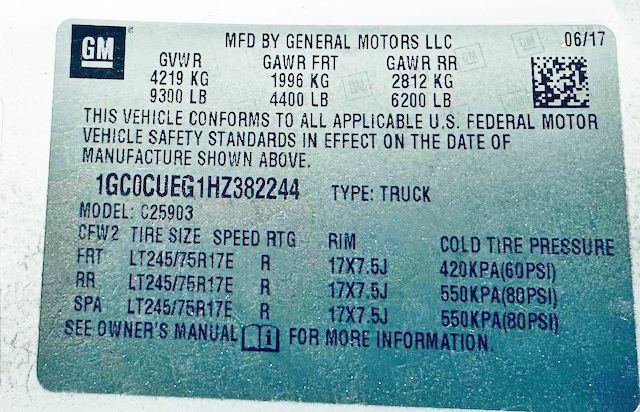 GM
MFD BY GENERAL MOTORS LLC 06/17
GVWR GAWR FRT GAWR RR
4219 KG 1996 KG 2812 KG
9300 LB 4400 LB 6200 LB
THIS VEHICLE CONFORMS TO ALL APPLICABLE U.S. FEDERAL MOTOR
VEHICLE SAFETY STANDARDS IN EFFECT ON THE DATE OF
MANUFACTURE SHOWN ABOVE.
1GC0CUEG1HZ382244 TYPE: TRUCK
MODEL: C25903
CFW2 TIRE SIZE SPEED RTG RIM COLD TIRE PRESSURE
FRT LT245/75R17E R 17X7.5J 420KPA(60PSI)
RR LT245/75R17E R 17X7.5J 550KPA(80PSI)
SPA LT245/75R17E R 17X7.5J 550KPA(80PSI)
SEE OWNER'S MANUAL i FOR MORE INFORMATION.